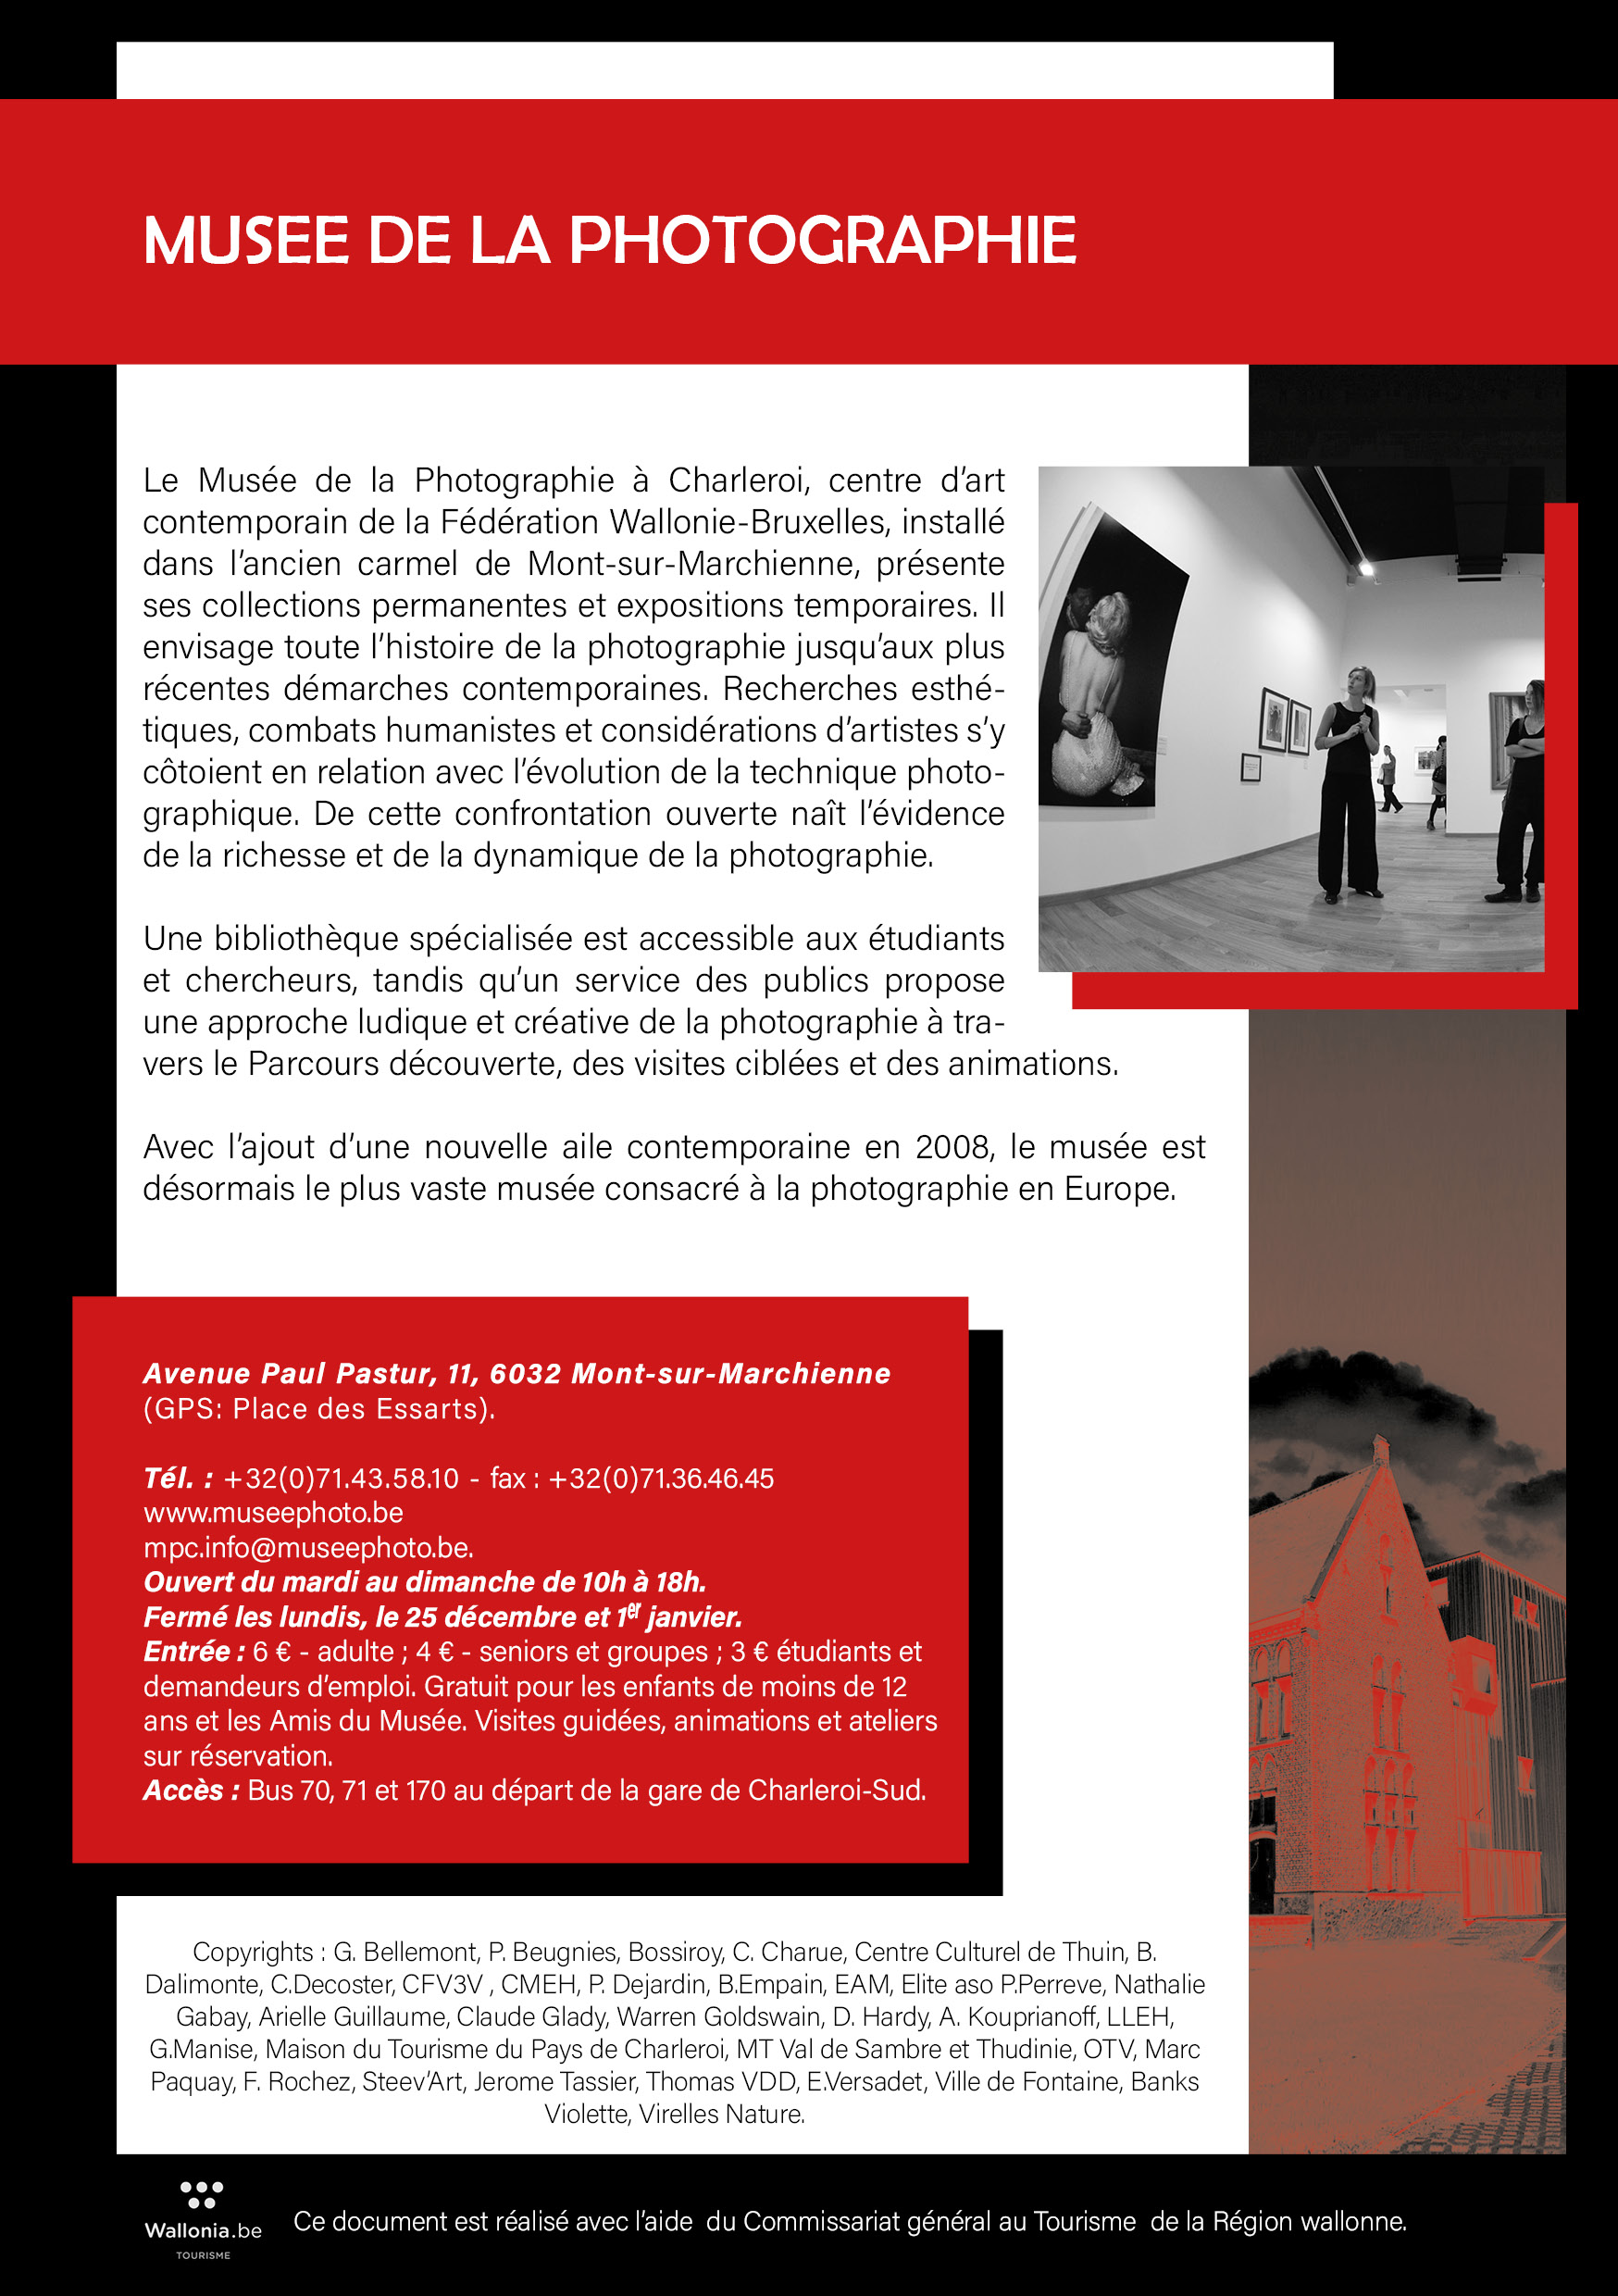 MUSEE DE LA PHOTOGRAPHIE
Le Musée de la Photographie à Charleroi, centre d’art
contemporain de la Fédération Wallonie-Bruxelles, installé
dans l’ancien carmel de Mont-sur-Marchienne, présente
ses collections permanentes et expositions temporaires. Il
envisage toute l’histoire de la photographie jusqu’aux plus
récentes démarches contemporaines. Recherches esthé-
tiques, combats humanistes et considérations d’artistes s’y
côtoient en relation avec l’évolution de la technique photo-
graphique. De cette confrontation ouverte naît l’évidence
de la richesse et de la dynamique de la photographie.
Une bibliothèque spécialisée est accessible aux étudiants
et chercheurs, tandis qu’un service des publics propose
une approche ludique et créative de la photographie à tra-
vers le Parcours découverte, des visites ciblées et des animations.
Avec l’ajout d’une nouvelle aile contemporaine en 2008, le musée est
désormais le plus vaste musée consacré à la photographie en Europe.
Avenue Paul Pastur, 11, 6032 Mont-sur-Marchienne
(GPS: Place des Essarts).
Tél. : +32(0)71.43.58.10 - fax : +32(0)71.36.46.45
www.museephoto.be
mpc.info@museephoto.be.
Ouvert du mardi au dimanche de 10h à 18h.
Fermé les lundis, le 25 décembre et 1er janvier.
Entrée : 6 € - adulte ; 4 € - seniors et groupes ; 3 € étudiants et
demandeurs d’emploi. Gratuit pour les enfants de moins de 12
ans et les Amis du Musée. Visites guidées, animations et ateliers
sur réservation.
Accès : Bus 70, 71 et 170 au départ de la gare de Charleroi-Sud.
Copyrights : G. Bellemont, P. Beugnies, Bossiroy, C. Charue, Centre Culturel de Thuin, B.
Dalimonte, C.Decoster, CFV3V , CMEH, P. Dejardin, B.Empain, EAM, Elite aso P.Perreve, Nathalie
Gabay, Arielle Guillaume, Claude Glady, Warren Goldswain, D. Hardy, A. Kouprianoff, LLEH,
G.Manise, Maison du Tourisme du Pays de Charleroi, MT Val de Sambre et Thudinie, OTV, Marc
Paquay, F. Rochez, Steev’Art, Jerome Tassier, Thomas VDD, E.Versadet, Ville de Fontaine, Banks
Violette, Virelles Nature.
Wallonia.be
TOURISME
Ce document est réalisé avec l’aide du Commissariat général au Tourisme de la Région wallonne.